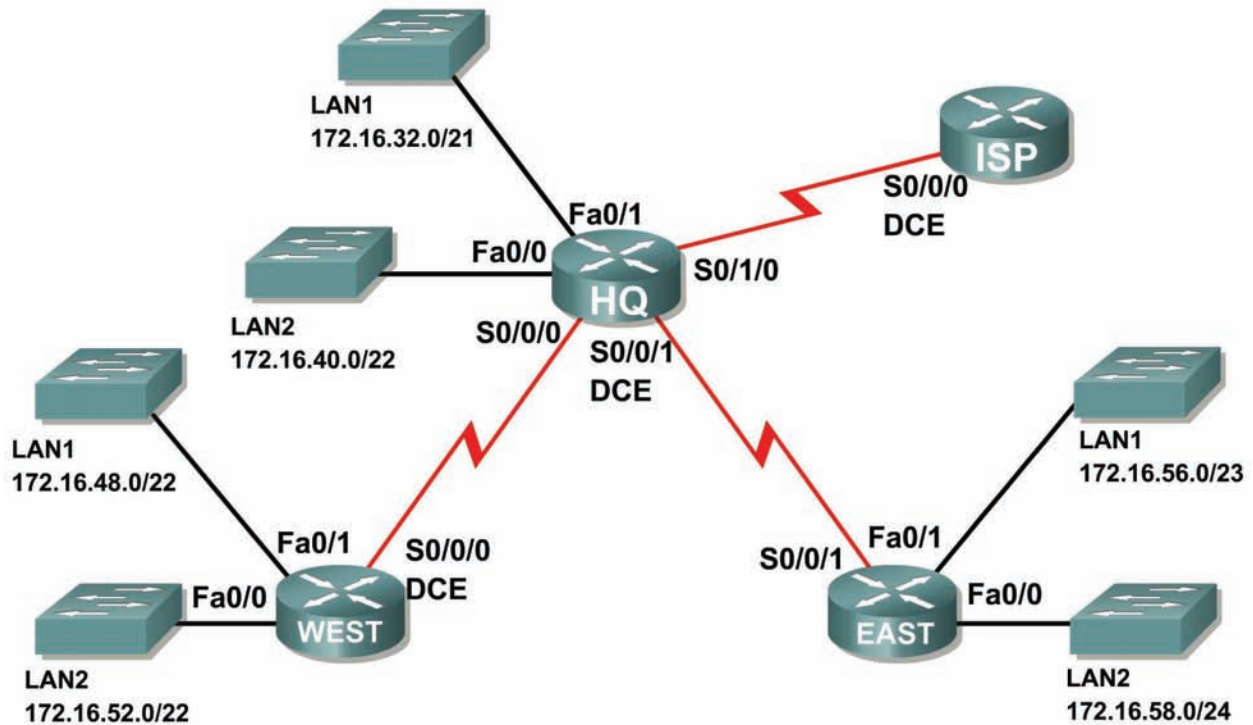 LAN1
172.16.32.0/21
ISP
S0/0/0
DCE
Fa0/1
Fa0/0
HQ
S0/1/0
LAN2
172.16.40.0/22
S0/0/0
S0/0/1
DCE
LAN1
172.16.48.0/22
LAN1
172.16.56.0/23
Fa0/1
S0/0/0
DCE
Fa0/0
WEST
LAN2
172.16.52.0/22
S0/0/1
Fa0/1
Fa0/0
EAST
LAN2
172.16.58.0/24